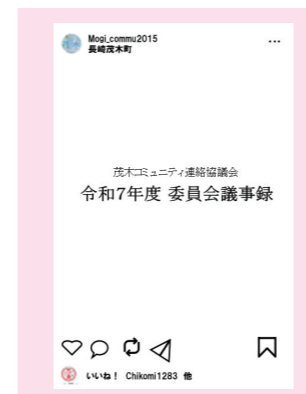 Mogi_commu2015
長崎茂木町
茂木コミュニティ連絡協議会
令和7年度 委員会議事録
いいね！ Chikomi1283 他